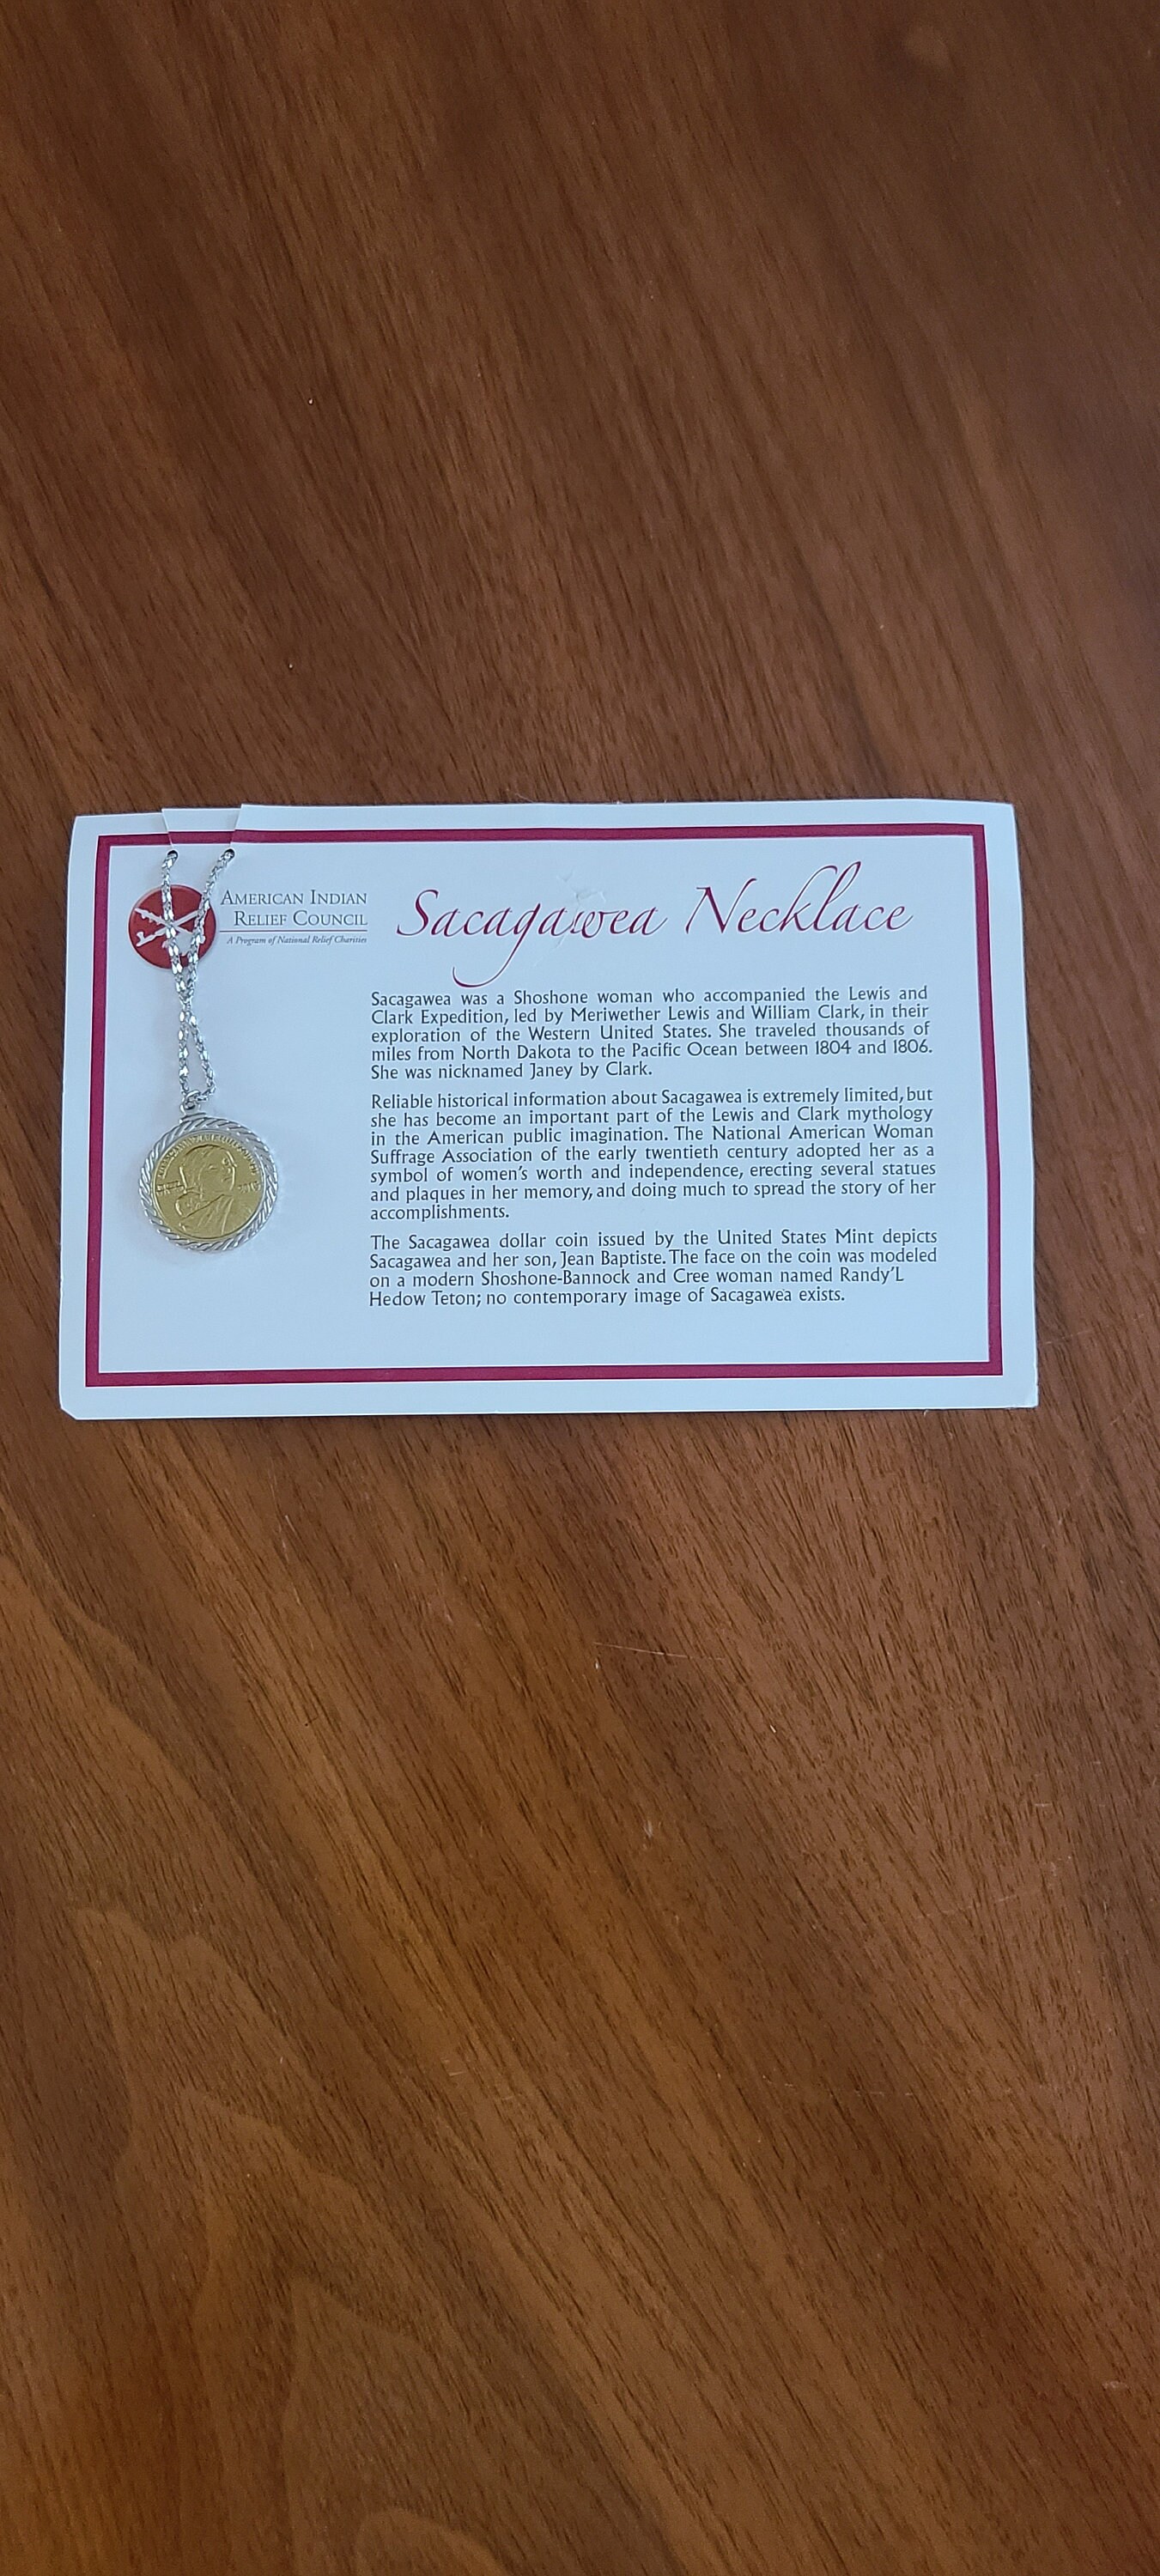 AMERICAN INDIAN
RELIEF COUNCIL
A Program of National Relief Charities
Sacagawea Necklace
Sacagawea was a Shoshone woman who accompanied the Lewis and
Clark Expedition, led by Meriwether Lewis and William Clark, in their
exploration of the Western United States. She traveled thousands of
miles from North Dakota to the Pacific Ocean between 1804 and 1806.
She was nicknamed Janey by Clark.
Reliable historical information about Sacagawea is extremely limited, but
she has become an important part of the Lewis and Clark mythology
in the American public imagination. The National American Woman
Suffrage Association of the early twentieth century adopted her as a
symbol of women's worth and independence, erecting several statues
and plaques in her memory, and doing much to spread the story of her
accomplishments.
The Sacagawea dollar coin issued by the United States Mint depicts
Sacagawea and her son, Jean Baptiste. The face on the coin was modeled
on a modern Shoshone-Bannock and Cree woman named Randy'L
Hedow Teton; no contemporary image of Sacagawea exists.